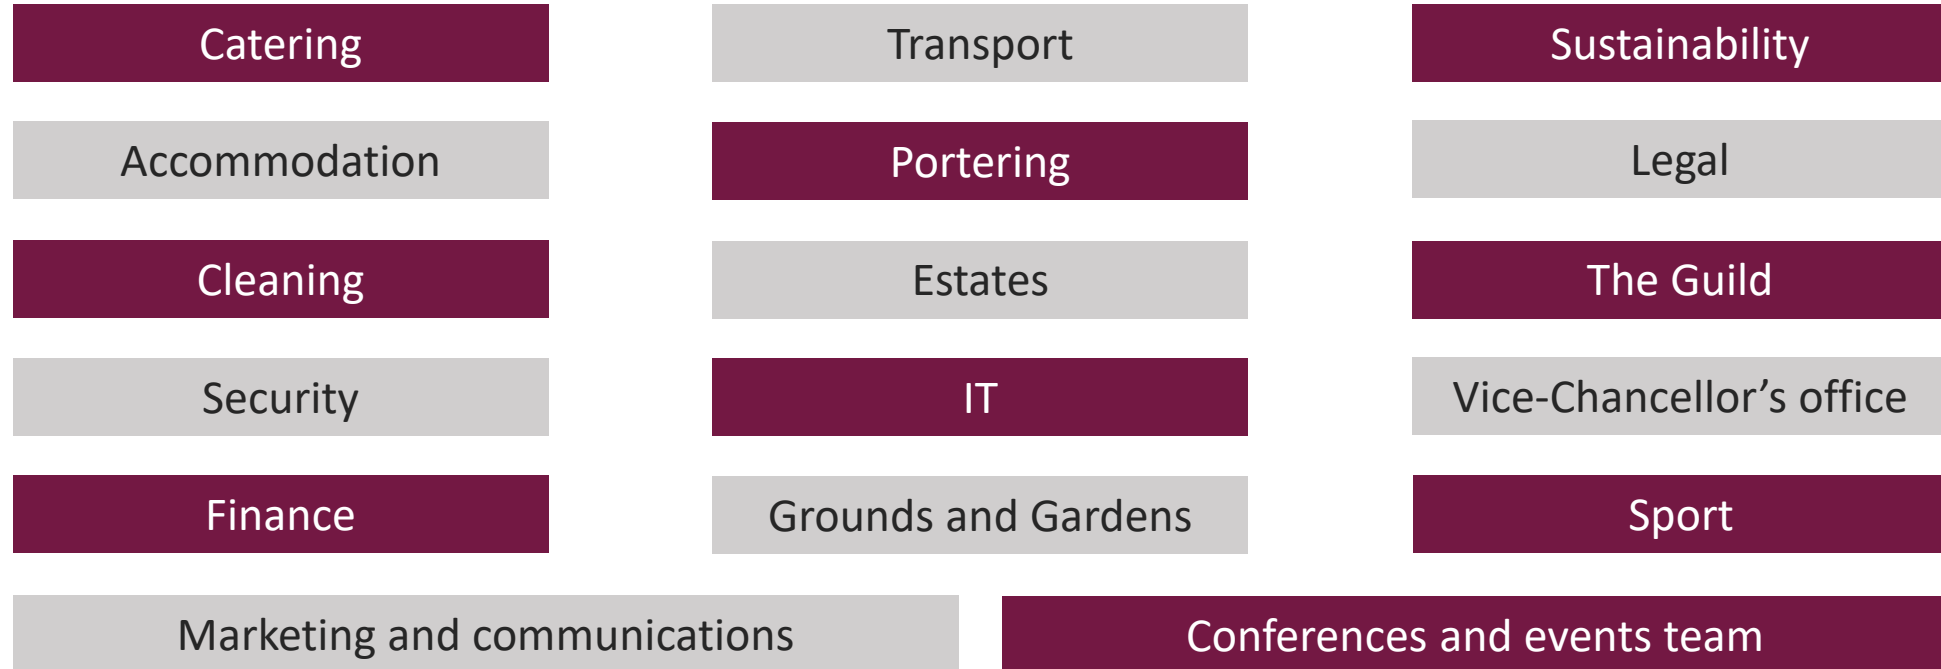 Catering
Transport
Sustainability
Accommodation
Portering
Legal
Cleaning
Estates
The Guild
Security
IT
Vice-Chancellor’s office
Finance
Grounds and Gardens
Sport
Marketing and communications
Conferences and events team